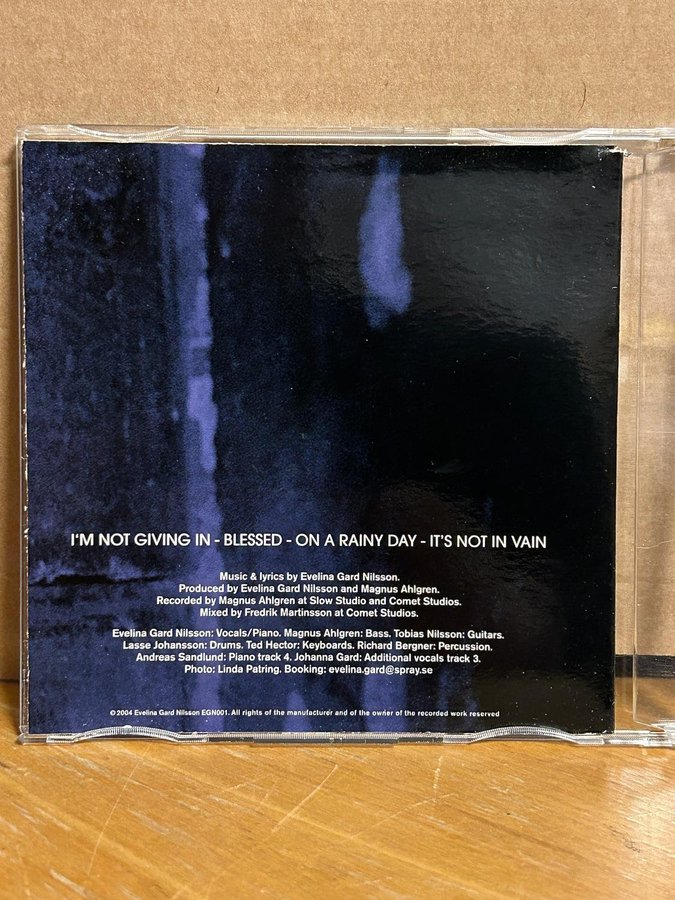 I'M NOT GIVING IN - BLESSED - ON A RAINY DAY - IT'S NOT IN VAIN
Music & lyrics by Evelina Gard Nilsson.
Produced by Evelina Gard Nilsson and Magnus Ahlgren.
Recorded by Magnus Ahlgren at Slow Studio and Comet Studios.
Mixed by Fredrik Martinsson at Comet Studios.
Evelina Gard Nilsson: Vocals/Piano. Magnus Ahlgren: Bass. Tobias Nilsson: Guitars.
Lasse Johansson: Drums. Ted Hector: Keyboards. Richard Bergner: Percussion.
Andreas Sandlund: Piano track 4. Johanna Gard: Additional vocals track 3.
Photo: Linda Patring. Booking: evelina.gard@spray.se
© 2004 Evelina Gard Nilsson EGN001. All rights of the manufacturer and of the owner of the recorded work reserved